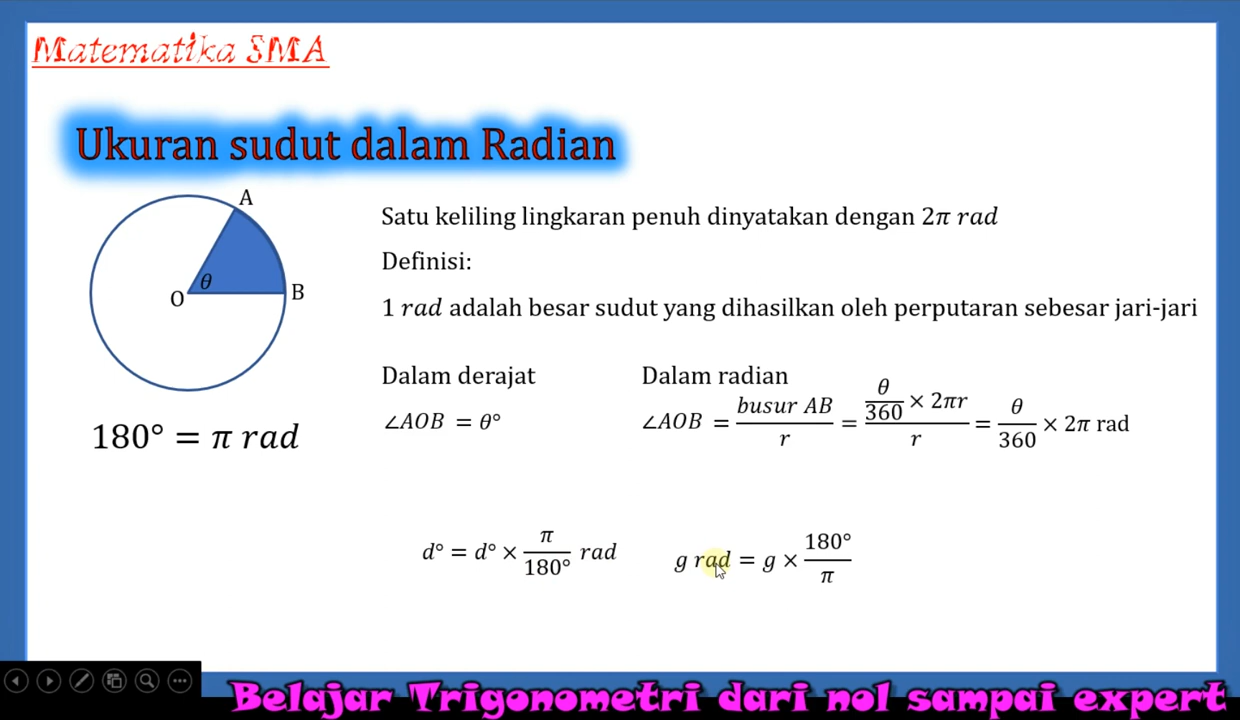 Matematika SMA
Ukuran sudut dalam Radian
A
θ
O
B
180° = π rad
Satu keliling lingkaran penuh dinyatakan dengan 2π rad
Definisi:
1 rad adalah besar sudut yang dihasilkan oleh perputaran sebesar jari-jari
Dalam derajat
Dalam radian
∠AOB = θ°
∠AOB = busur AB / r = (θ/360 × 2πr) / r = θ/360 × 2π rad
d° = d° × π/180° rad
g rad = g × 180°/π
Belajar Trigonometri dari nol sampai expert